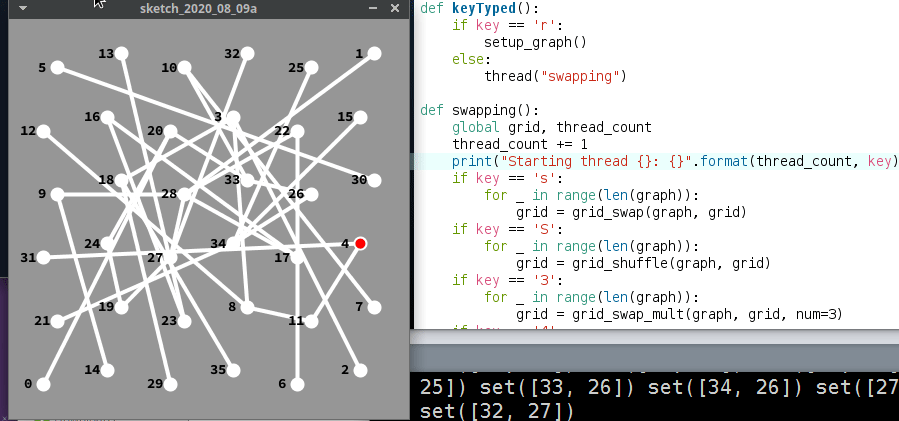 sketch_2020_08_09a
13 32 1
5 10 25
16 3 15
12 20 22
18 33 30
9 28 26
24 34 4
31 27 17
19 8 7
21 23 11
14 35 2
0 29 6
def keyTyped():
if key == 'r':
setup_graph()
else:
thread("swapping")
def swapping():
global grid, thread_count
thread_count += 1
print("Starting thread {}: {}".format(thread_count, key)
if key == 's':
for _ in range(len(graph)):
grid = grid_swap(graph, grid)
if key == 'S':
for _ in range(len(graph)):
grid = grid_shuffle(graph, grid)
if key == '3':
for _ in range(len(graph)):
grid = grid_swap_mult(graph, grid, num=3)
25]) set([33, 26]) set([34, 26]) set([27
set([32, 27])